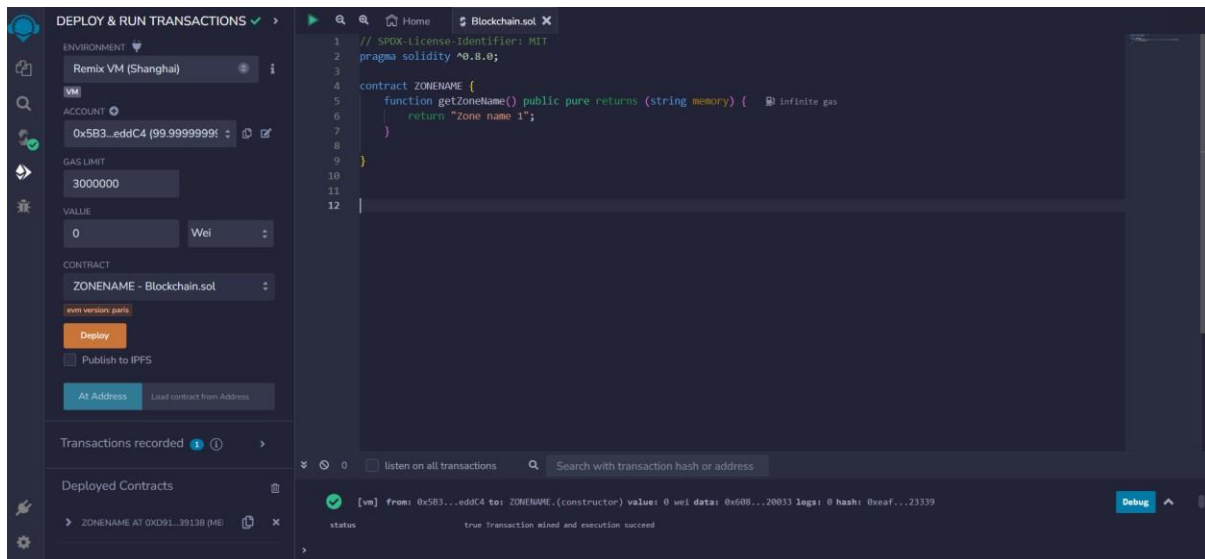 DEPLOY & RUN TRANSACTIONS
ENVIRONMENT
Remix VM (Shanghai)
VM
ACCOUNT
0x5B3...eddC4 (99.9999999
GAS LIMIT
3000000
VALUE
0 Wei
CONTRACT
ZONENAME - Blockchain.sol
evm version: paris
Deploy
Publish to IPFS
At Address Load contract from Address
Transactions recorded 1 i
Deployed Contracts
ZONENAME AT 0XD91...39138 (ME
Home Blockchain.sol
1 // SPDX-License-Identifier: MIT
2 pragma solidity ^0.8.0;
3
4 contract ZONENAME {
5 function getZoneName() public pure returns (string memory) { infinite gas
6 return "Zone name 1";
7 }
8
9 }
10
11
12
0 listen on all transactions Search with transaction hash or address
[vm] from: 0x5B3...eddC4 to: ZONENAME.(constructor) value: 0 wei data: 0x608...20033 logs: 0 hash: 0xeaf...23339
Debug
status true Transaction mined and execution succeed
>